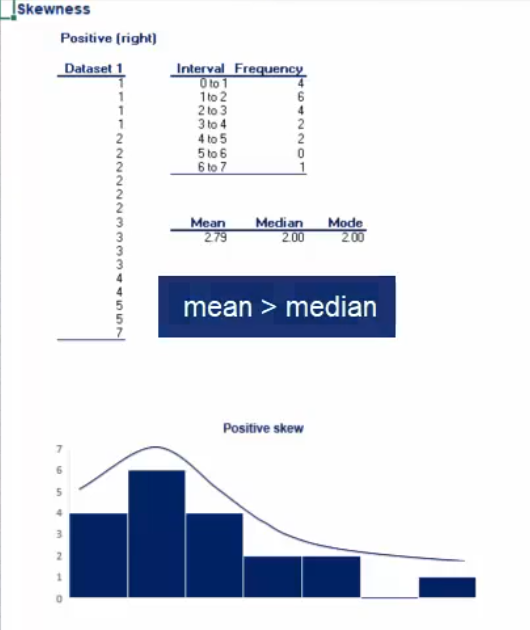 Skewness
Positive (right)
Dataset 1 Interval Frequency
1 0 to 1 4
1 1 to 2 6
1 2 to 3 4
1 3 to 4 2
2 4 to 5 2
2 5 to 6 0
2 6 to 7 1
2
2
2
3 Mean Median Mode
3 2.79 2.00 2.00
3
3
4
4
5
5
7
mean > median
Positive skew
7
6
5
4
3
2
1
0